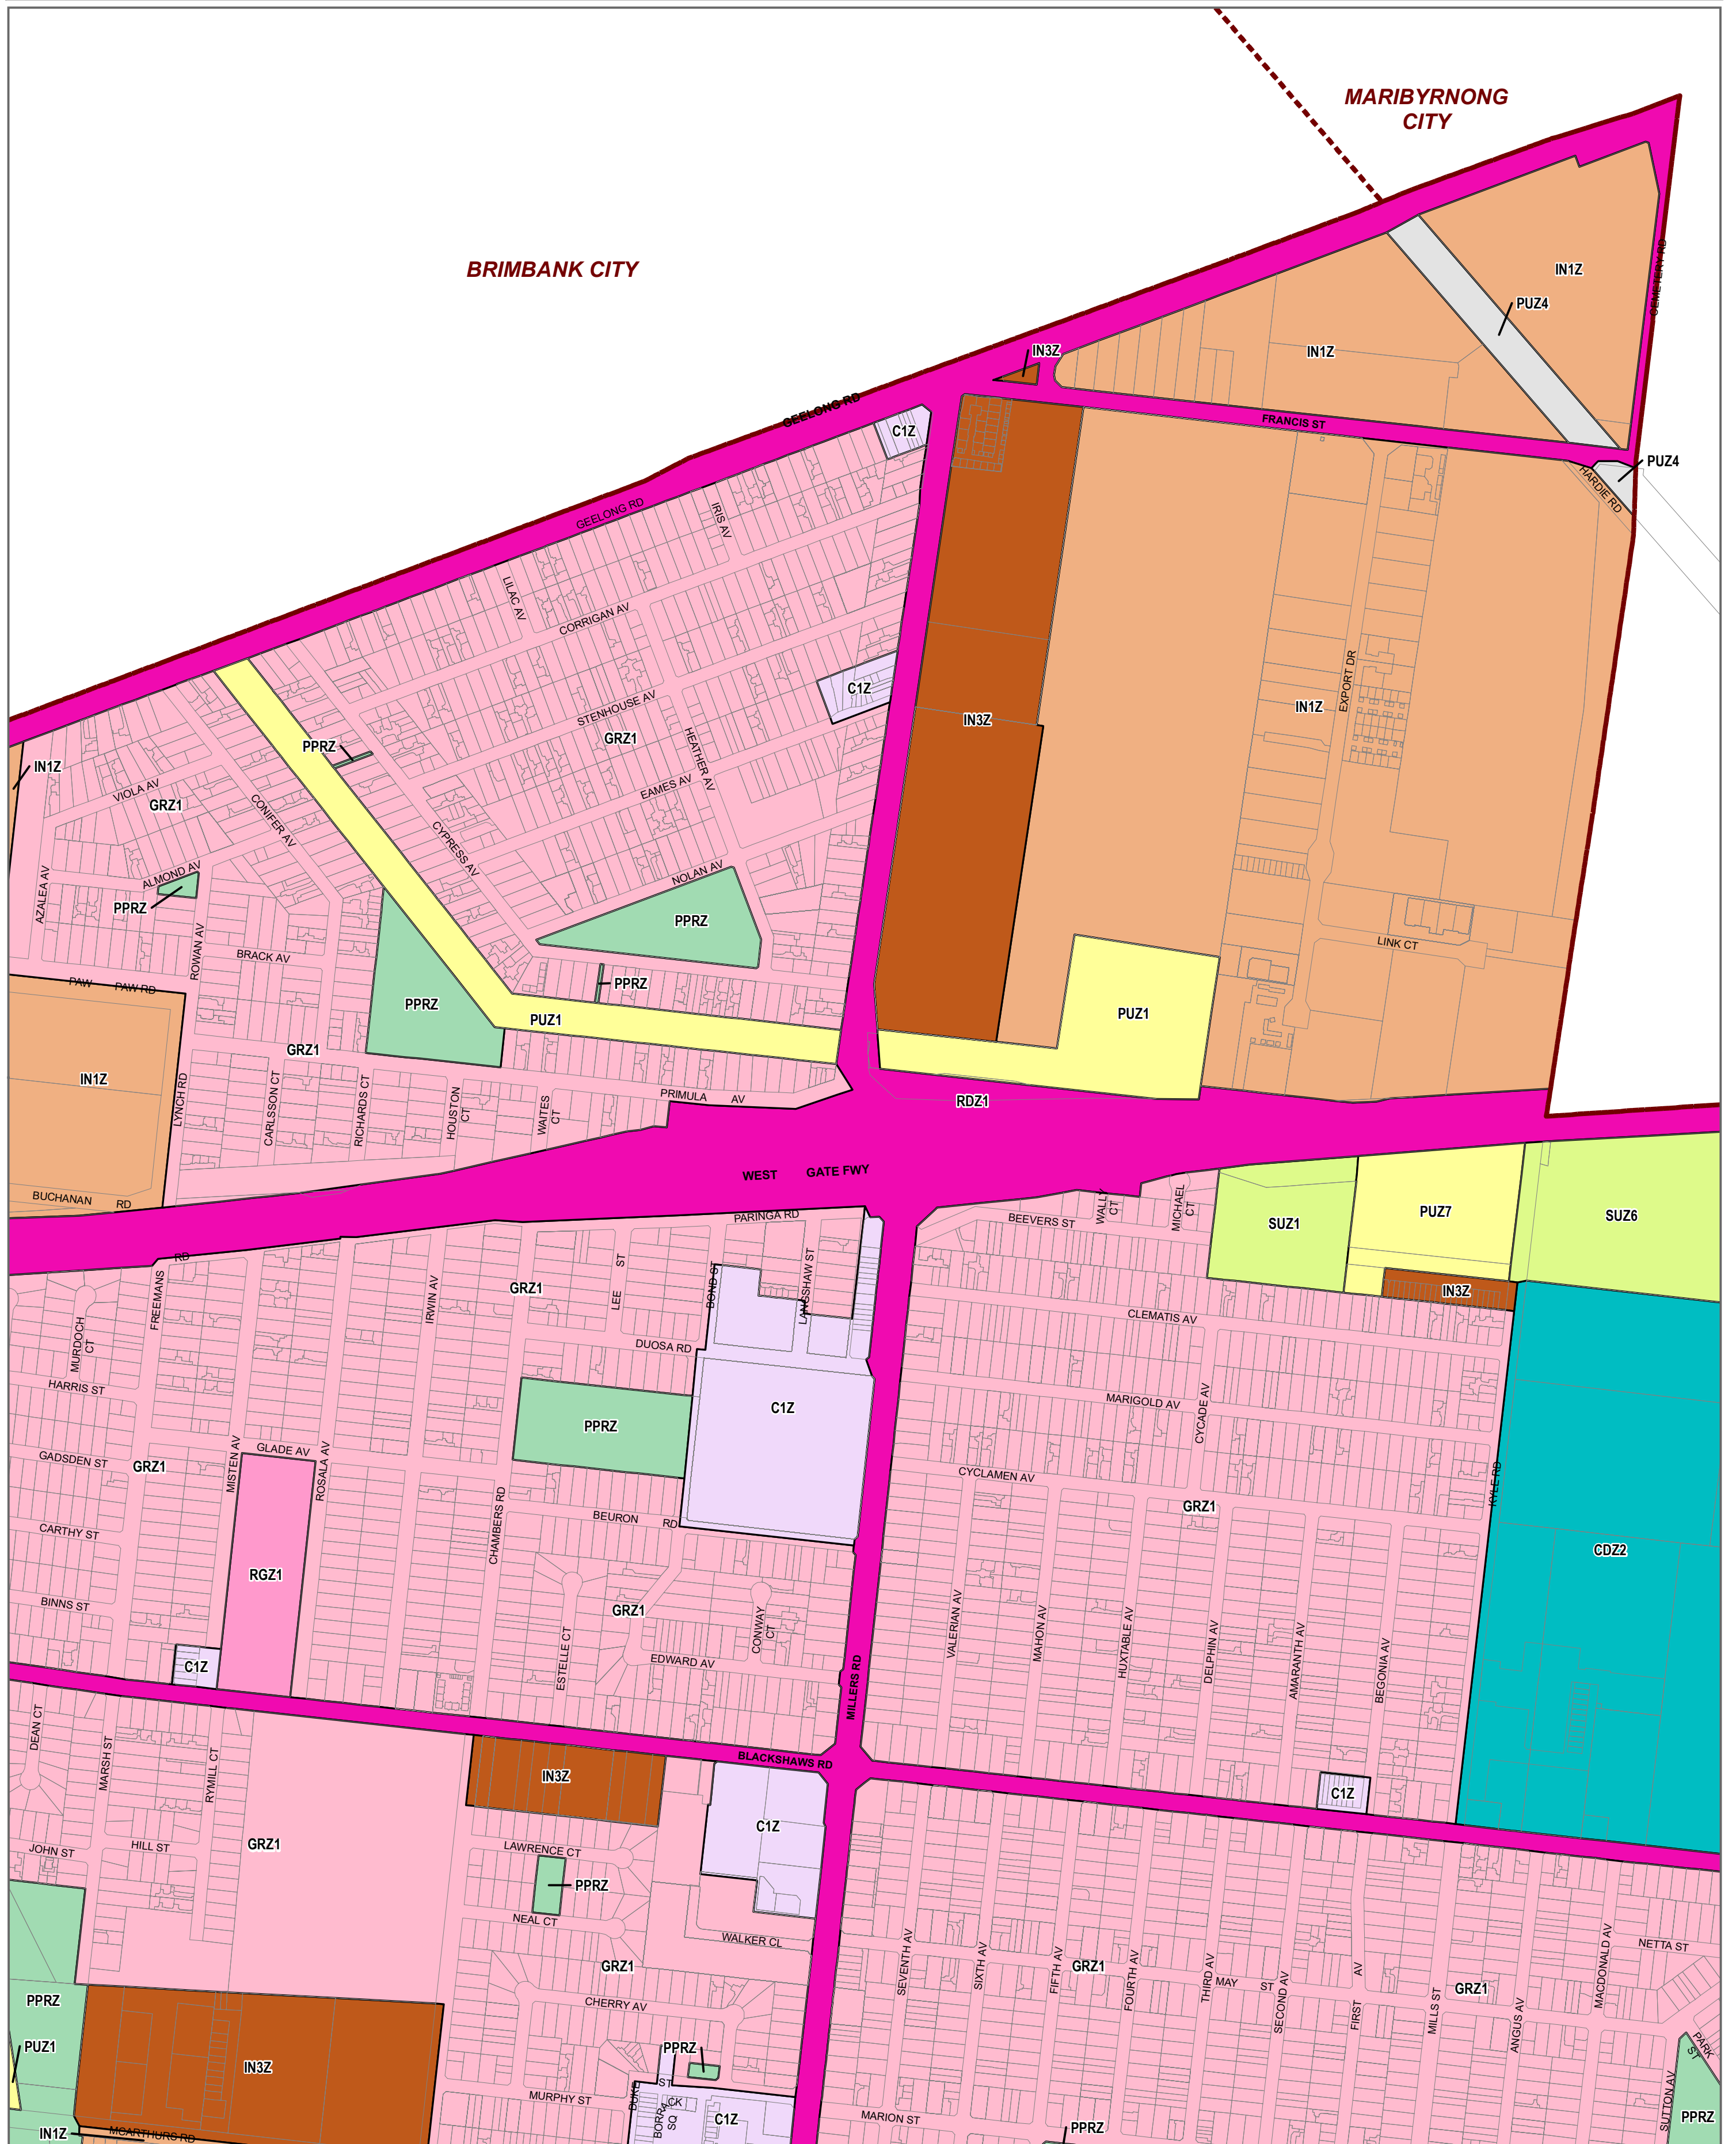 MARIBYRNONG
CITY
BRIMBANK CITY
IN1Z
CEMETERY RD
PUZ4
IN3Z
IN1Z
GEELONG RD
C1Z
FRANCIS ST
PUZ4
HARDIE RD
GEELONG RD
IRIS AV
LILAC AV
CORRIGAN AV
EXPORT DR
C1Z
STENHOUSE AV
IN3Z
IN1Z
GRZ1
PPRZ
HEATHER AV
IN1Z
EAMES AV
VIOLA AV
GRZ1
CONIFER AV
CYPRESS AV
NOLAN AV
ALMOND AV
AZALEA AV
PPRZ
PPRZ
ROWAN AV
LINK CT
BRACK AV
PPRZ
PAW
PAW RD
PPRZ
PUZ1
PUZ1
GRZ1
IN1Z
LYNCH RD
CARLSSON CT
RICHARDS CT
HOUSTON
CT
WAITES
CT
PRIMULA
AV
RDZ1
WEST
GATE FWY
BUCHANAN
RD
PARINGA RD
BEEVERS ST
WALLY
CT
MICHAEL
CT
SUZ1
PUZ7
SUZ6
RD
FREEMANS
IRWIN AV
GRZ1
LEE
ST
BOND ST
LANGSHAW ST
IN3Z
MURDOCH
CT
DUOSA RD
CLEMATIS AV
HARRIS ST
MARIGOLD AV
CYCADE AV
C1Z
PPRZ
GADSDEN ST
GRZ1
MISTEN AV
GLADE AV
ROSALA AV
CYCLAMEN AV
KYLE RD
GRZ1
CHAMBERS RD
BEURON
RD
CARTHY ST
CDZ2
RGZ1
BINNS ST
GRZ1
ESTELLE CT
CONWAY
CT
VALERIAN AV
MAHON AV
HUXTABLE AV
DELPHIN AV
AMARANTH AV
BEGONIA AV
C1Z
EDWARD AV
MILLERS RD
DEAN CT
MARSH ST
RYMILL CT
BLACKSHAWS RD
IN3Z
C1Z
C1Z
JOHN ST
HILL ST
GRZ1
LAWRENCE CT
PPRZ
NEAL CT
WALKER CL
SEVENTH AV
SIXTH AV
FIFTH AV
GRZ1
FOURTH AV
THIRD AV
MAY
ST
SECOND AV
FIRST
AV
MILLS ST
GRZ1
ANGUS AV
MACDONALD AV
NETTA ST
GRZ1
PPRZ
CHERRY AV
PARK
ST
PUZ1
IN3Z
PPRZ
MURPHY ST
DUKE
ST
CK
BORRA
SQ
C1Z
MARION ST
PPRZ
SUTTON AV
PPRZ
IN1Z
MCARTHURS RD